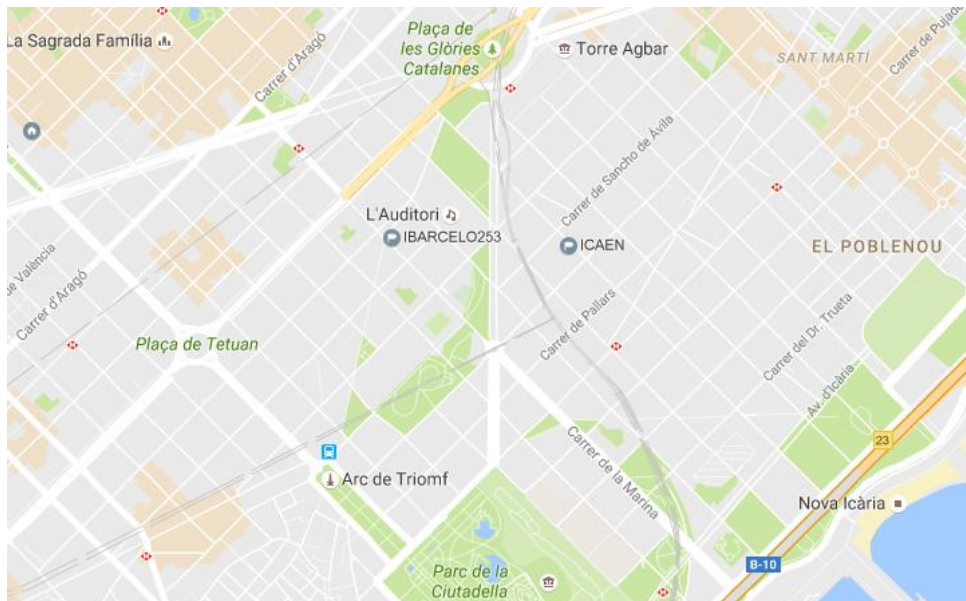 La Sagrada Família
Carrer d'Aragó
Plaça de
les Glòries
Catalanes
Torre Agbar
SANT MARTÍ
Carrer de Pujade
Carrer de Sancho de Ávila
L'Auditori
IBARCELO253
ICAEN
EL POBLENOU
de València
Carrer d'Aragó
Plaça de Tetuan
Carrer de Pallars
Carrer del Dr. Trueta
Av. d'Icària
23
Carrer de la Marina
Arc de Triomf
Nova Icària
B-10
Parc de la
Ciutadella